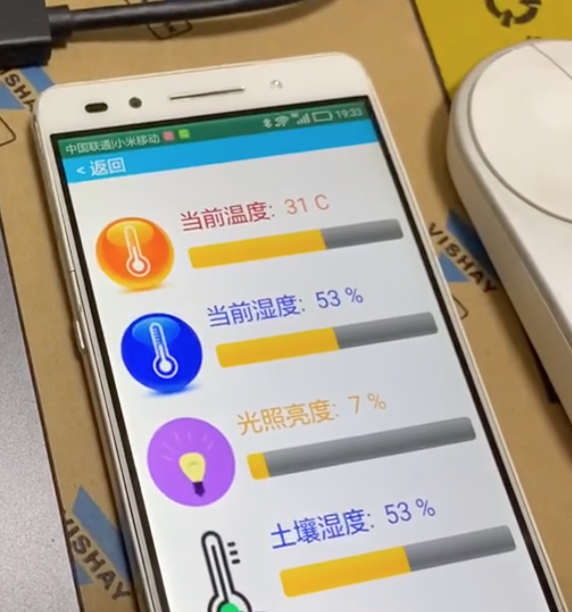 中国联通|小米移动 19:33
< 返回
当前温度: 31 C
当前湿度: 53 %
光照亮度: 7 %
土壤湿度: 53 %
VISHAY
VISHAY
VISHAY